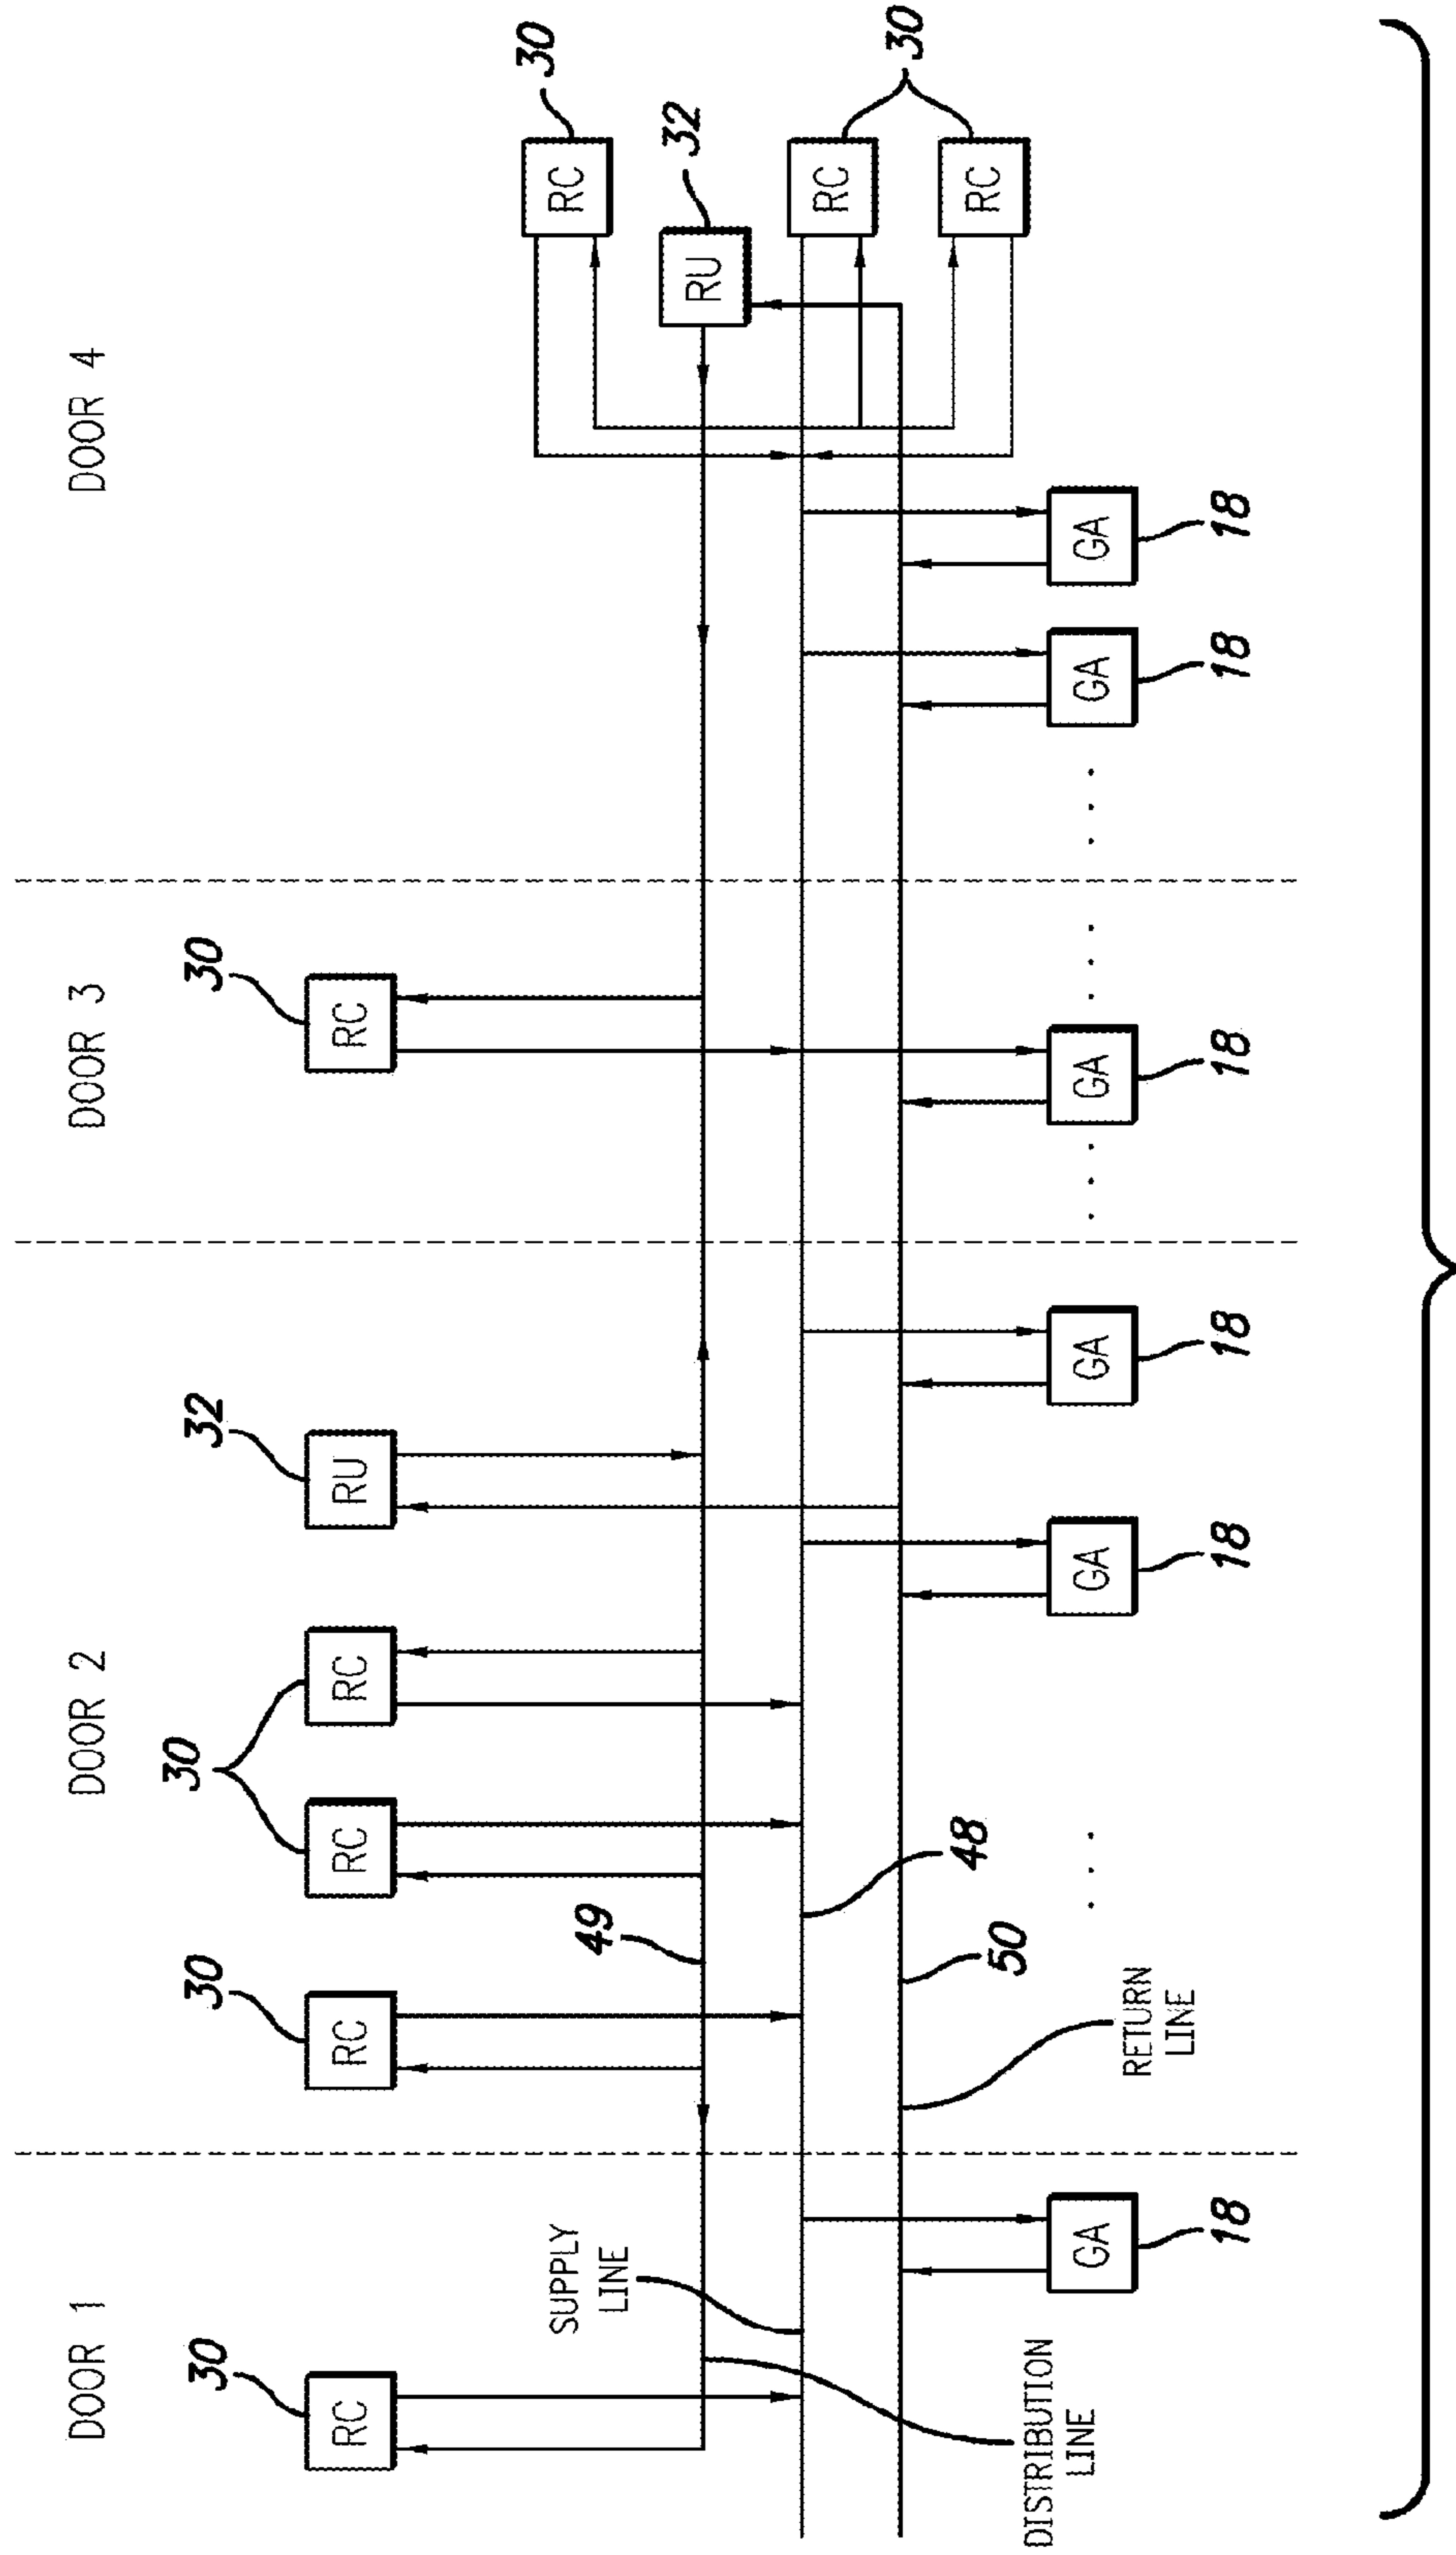 DOOR 1
DOOR 2
DOOR 3
DOOR 4
30
30
30
32
30
30
RC
RC
RC
RC
RU
RC
RC
32
RU
30
RC
RC
49
SUPPLY
LINE
48
50
DISTRIBUTION
LINE
RETURN
LINE
GA
GA
GA
GA
GA
GA
18
18
18
18
18
18